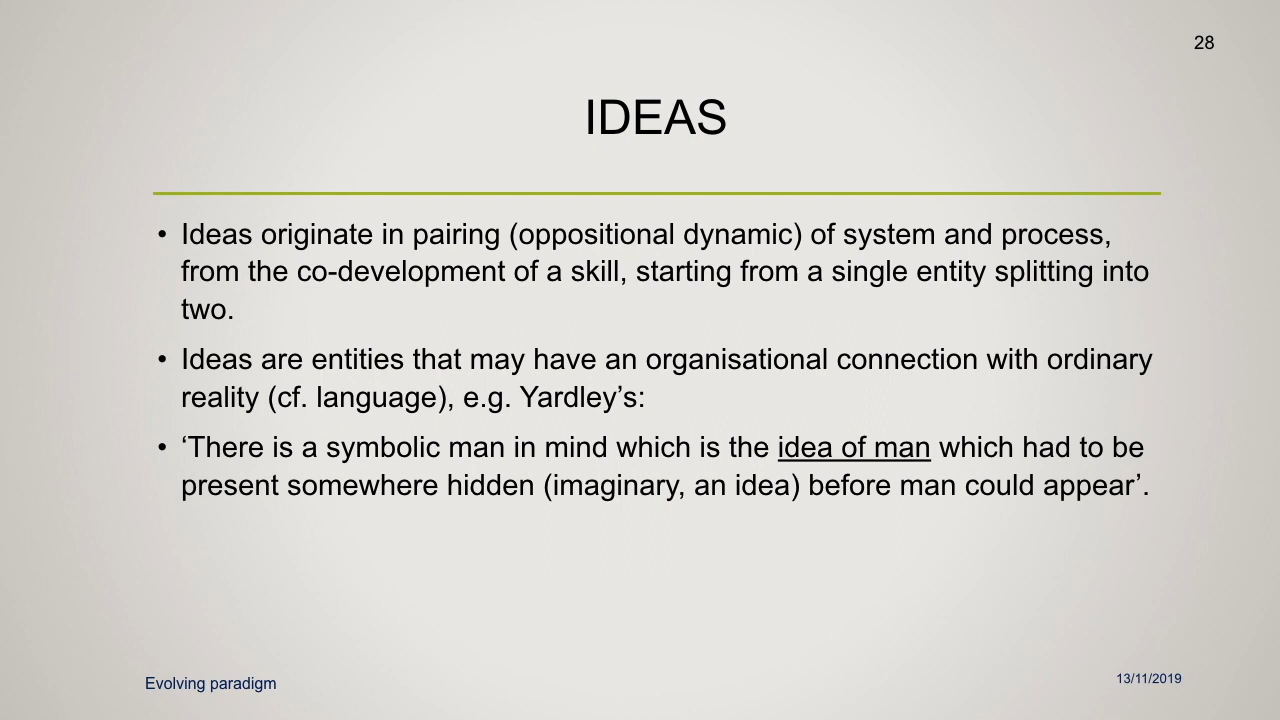 28
IDEAS
• Ideas originate in pairing (oppositional dynamic) of system and process,
from the co-development of a skill, starting from a single entity splitting into
two.
• Ideas are entities that may have an organisational connection with ordinary
reality (cf. language), e.g. Yardley’s:
• ‘There is a symbolic man in mind which is the idea of man which had to be
present somewhere hidden (imaginary, an idea) before man could appear’.
Evolving paradigm
13/11/2019